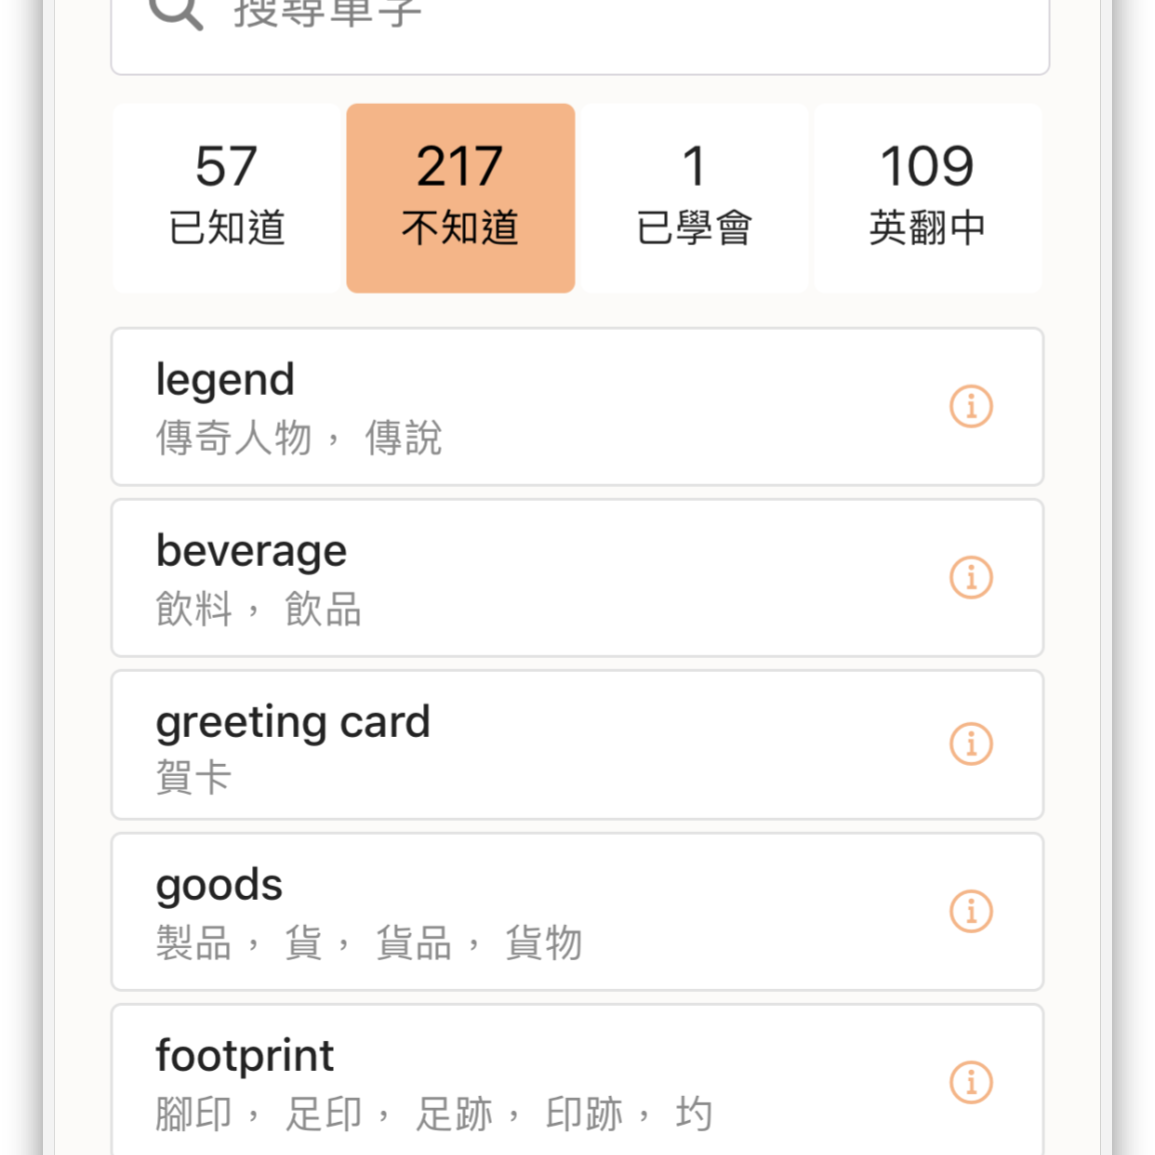 搜尋單字
57
已知道
217
不知道
1
已學會
109
英翻中
legend
傳奇人物， 傳說
beverage
飲料， 飲品
greeting card
賀卡
goods
製品， 貨， 貨品， 貨物
footprint
腳印， 足印， 足跡， 印跡， 圴